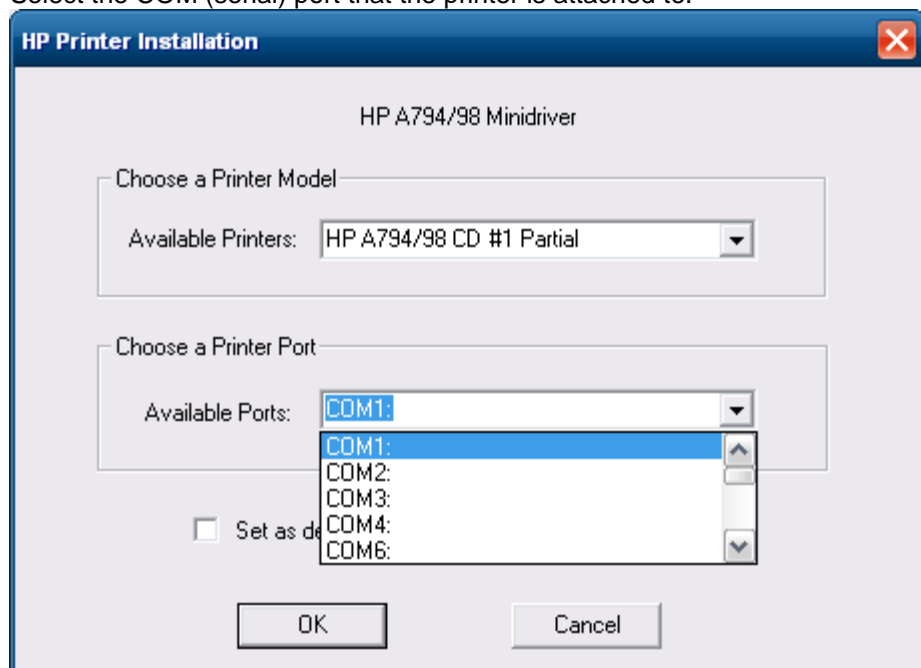 Select the COM (serial) port that the printer is attached to.
HP Printer Installation
HP A794/98 Minidriver
Choose a Printer Model
Available Printers: HP A794/98 CD #1 Partial
Choose a Printer Port
Available Ports: COM1:
COM1:
COM2:
COM3:
Set as de COM4:
COM6:
OK Cancel